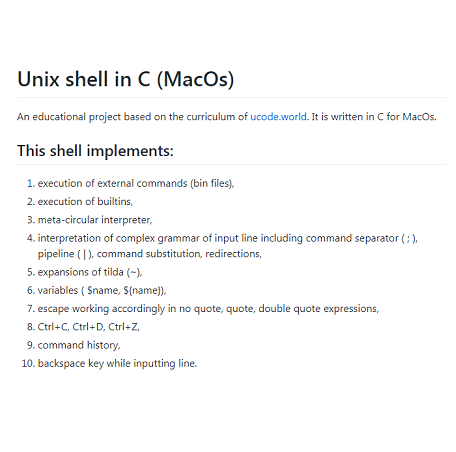 Unix shell in C (MacOs)
An educational project based on the curriculum of ucode.world. It is written in C for MacOs.
This shell implements:
1. execution of external commands (bin files),
2. execution of builtins,
3. meta-circular interpreter,
4. interpretation of complex grammar of input line including command separator ( ; ),
pipeline ( | ), command substitution, redirections,
5. expansions of tilda (~),
6. variables ( $name, ${name}),
7. escape working accordingly in no quote, quote, double quote expressions,
8. Ctrl+C, Ctrl+D, Ctrl+Z,
9. command history,
10. backspace key while inputting line.